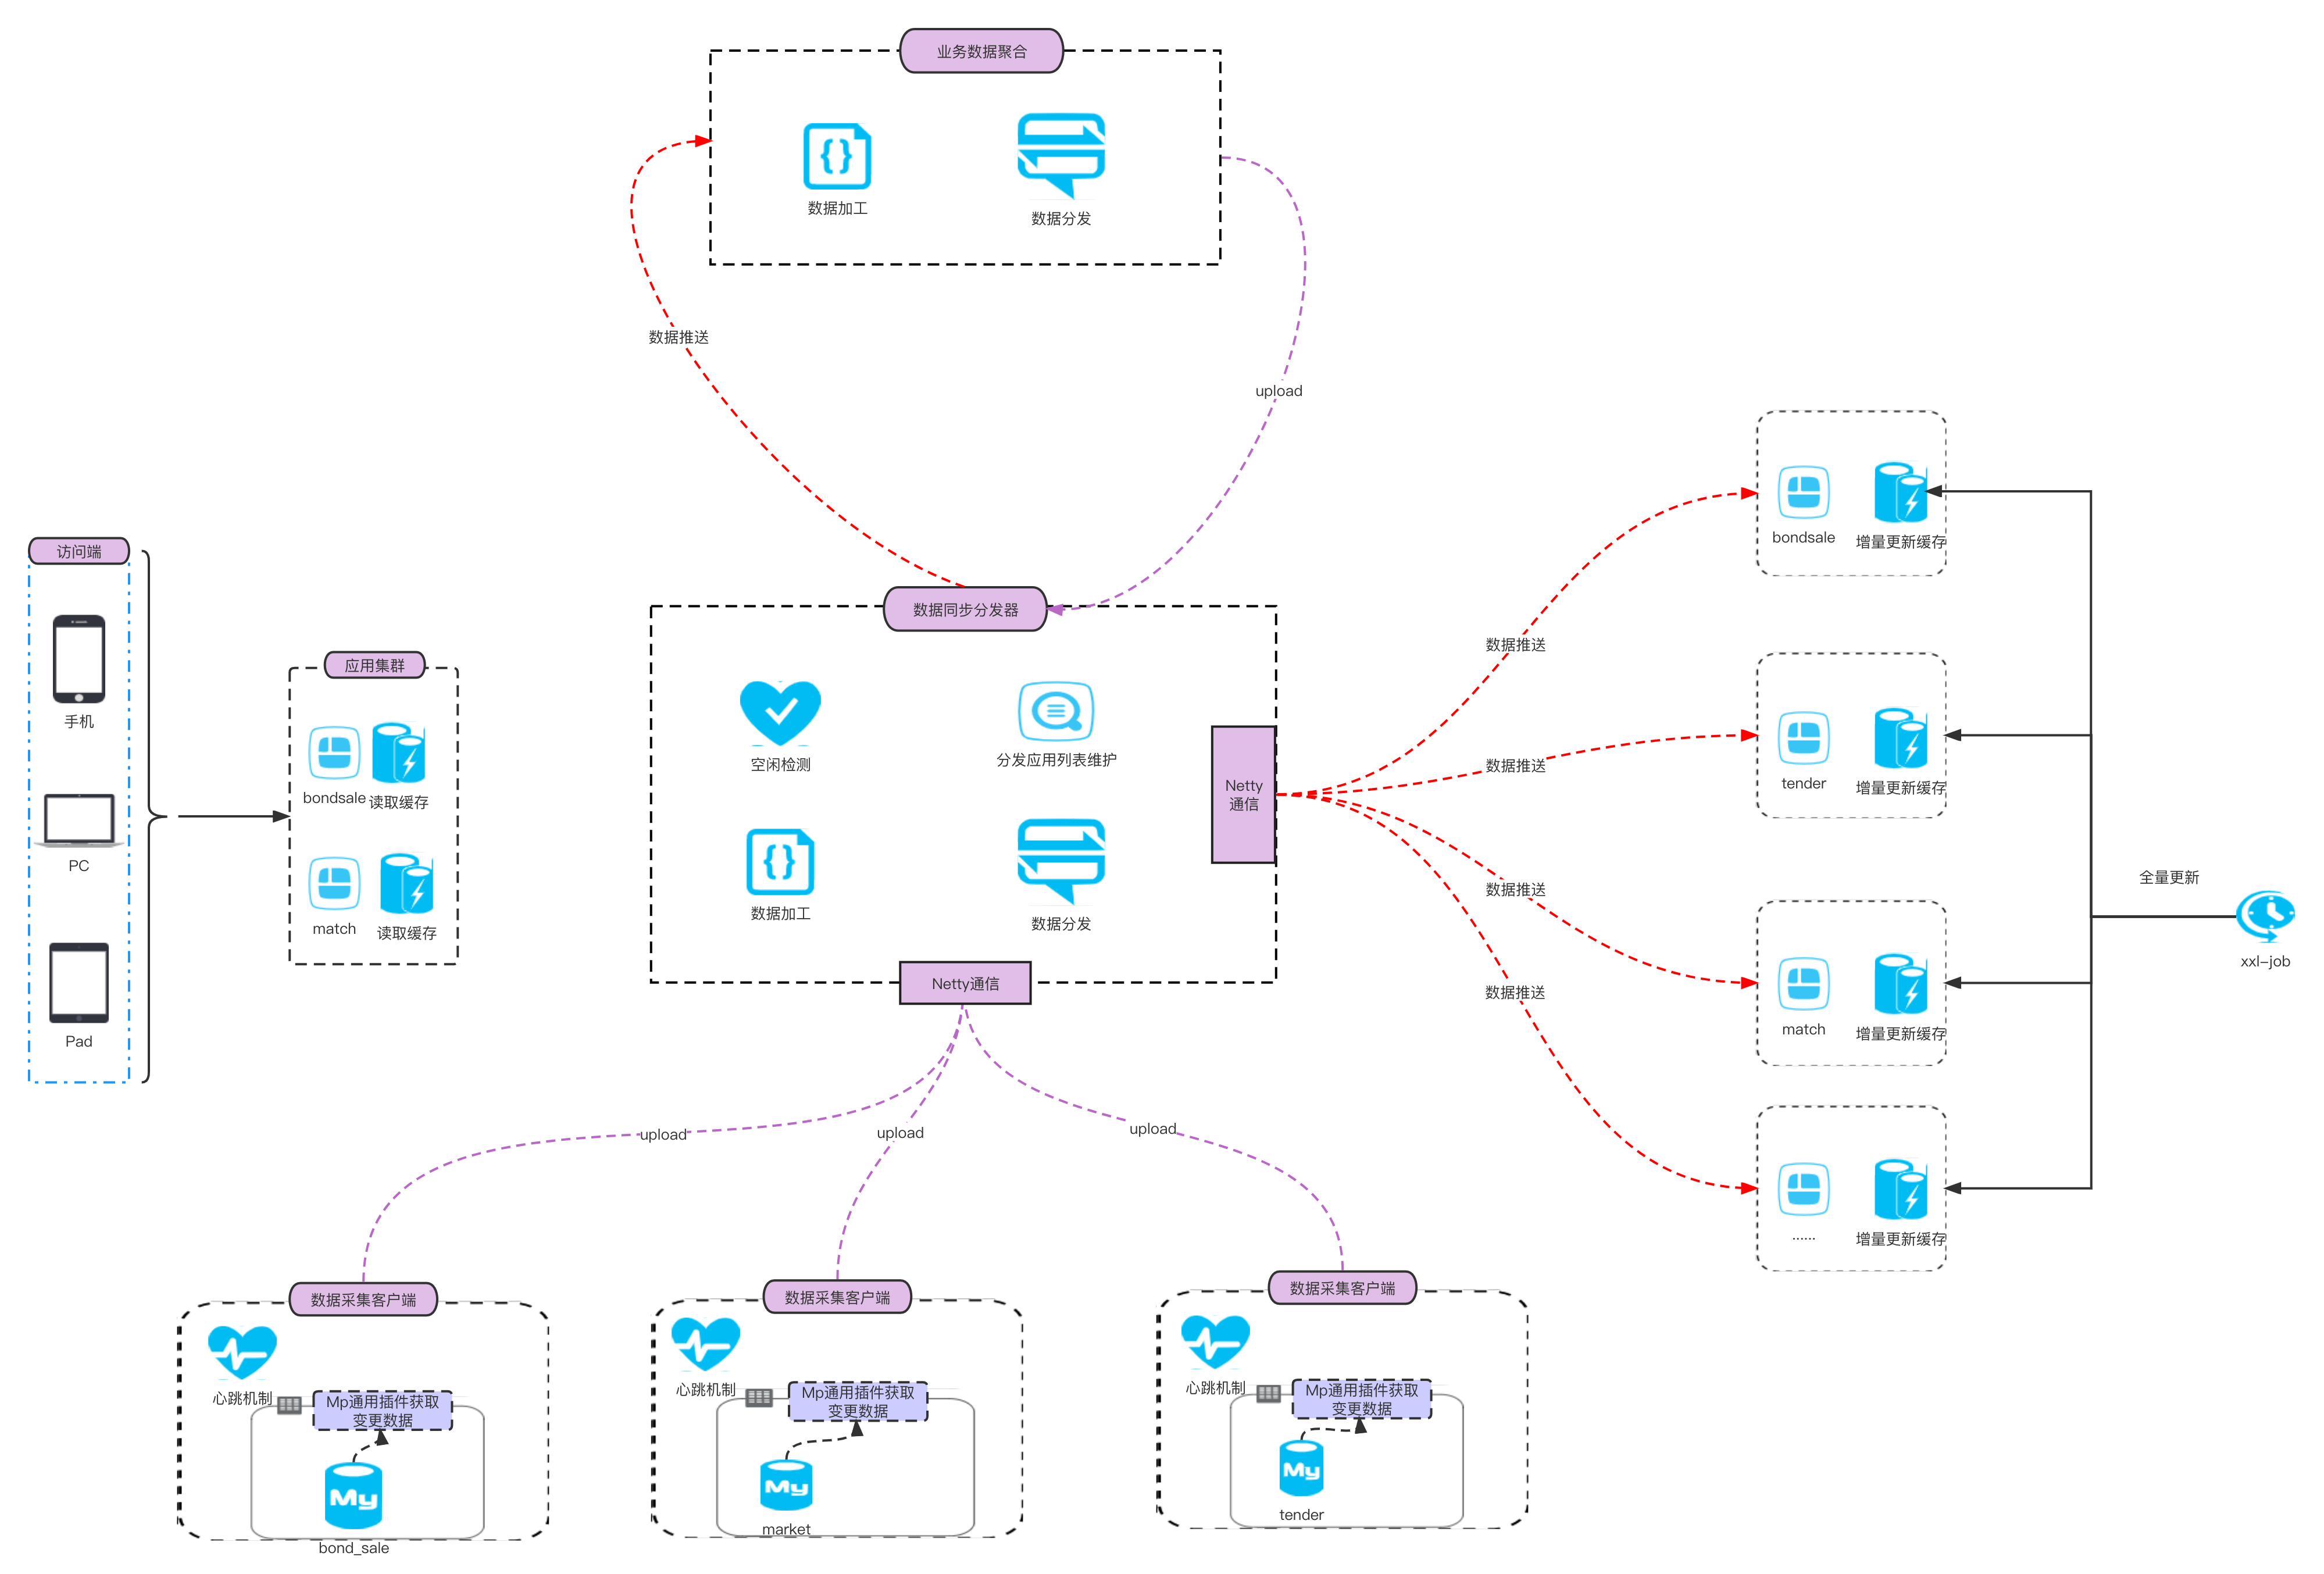 业务数据聚合
数据加工
数据分发
数据推送
upload
访问端
手机
PC
Pad
应用集群
bondsale
读取缓存
match
读取缓存
数据同步分发器
空闲检测
分发应用列表维护
数据加工
数据分发
Netty
通信
Netty通信
数据推送
数据推送
数据推送
数据推送
bondsale
增量更新缓存
tender
增量更新缓存
match
增量更新缓存
......
增量更新缓存
全量更新
xxl-job
upload
upload
upload
数据采集客户端
心跳机制
Mp通用插件获取
变更数据
My
bond_sale
数据采集客户端
心跳机制
Mp通用插件获取
变更数据
My
market
数据采集客户端
心跳机制
Mp通用插件获取
变更数据
My
tender